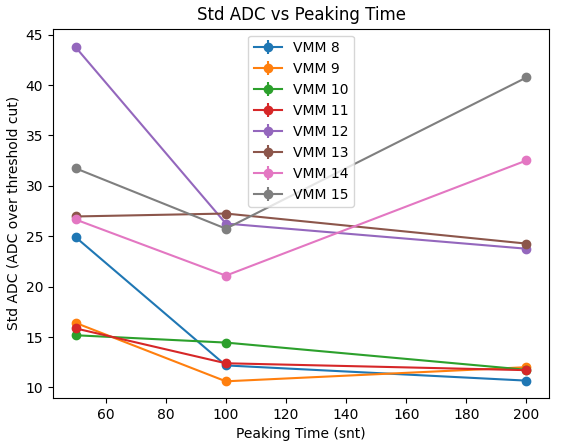 Std ADC vs Peaking Time
Std ADC (ADC over threshold cut)
45
40
35
30
25
20
15
10
VMM 8
VMM 9
VMM 10
VMM 11
VMM 12
VMM 13
VMM 14
VMM 15
60 80 100 120 140 160 180 200
Peaking Time (snt)